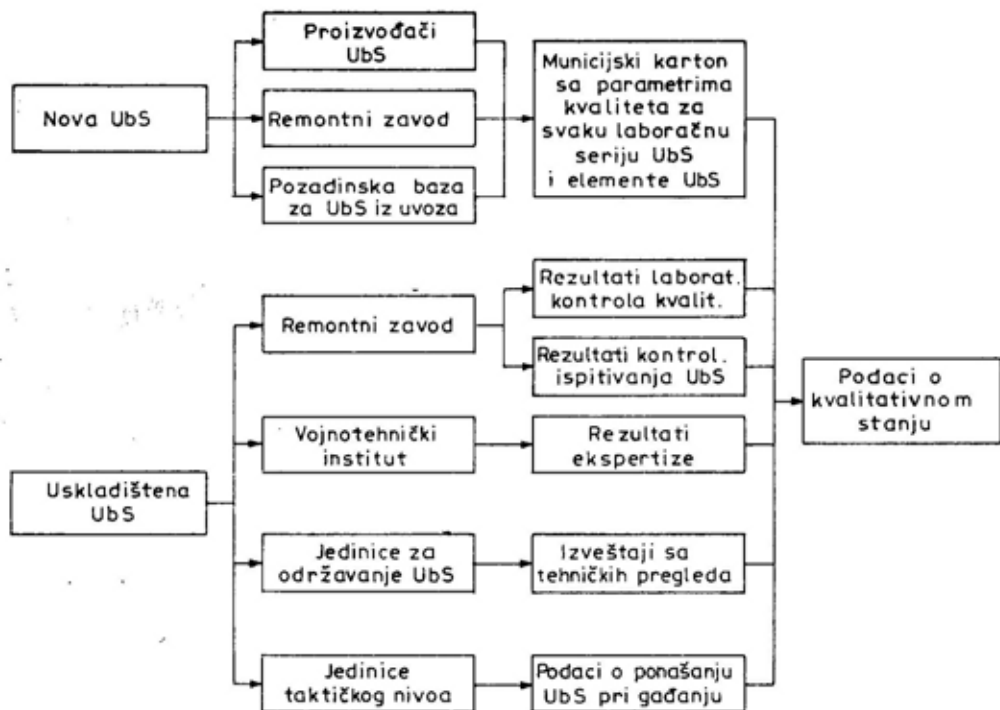 Proizvođači
UbS
Nova UbS
Remontni zavod
Pozadinska baza
za UbS iz uvoza
Municijski karton
sa parametrima
kvaliteta za
svaku laboračnu
seriju UbS
i elemente UbS
Uskladištena
UbS
Remontni zavod
Rezultati laborat.
kontrola kvalit.
Rezultati kontrol.
ispitivanja UbS
Vojnotehnički
institut
Rezultati
ekspertize
Jedinice za
održavanje UbS
Izveštaji sa
tehničkih pregleda
Jedinice
taktičkog nivoa
Podaci o ponašanju
UbS pri gađanju
Podaci o
kvalitativnom
stanju